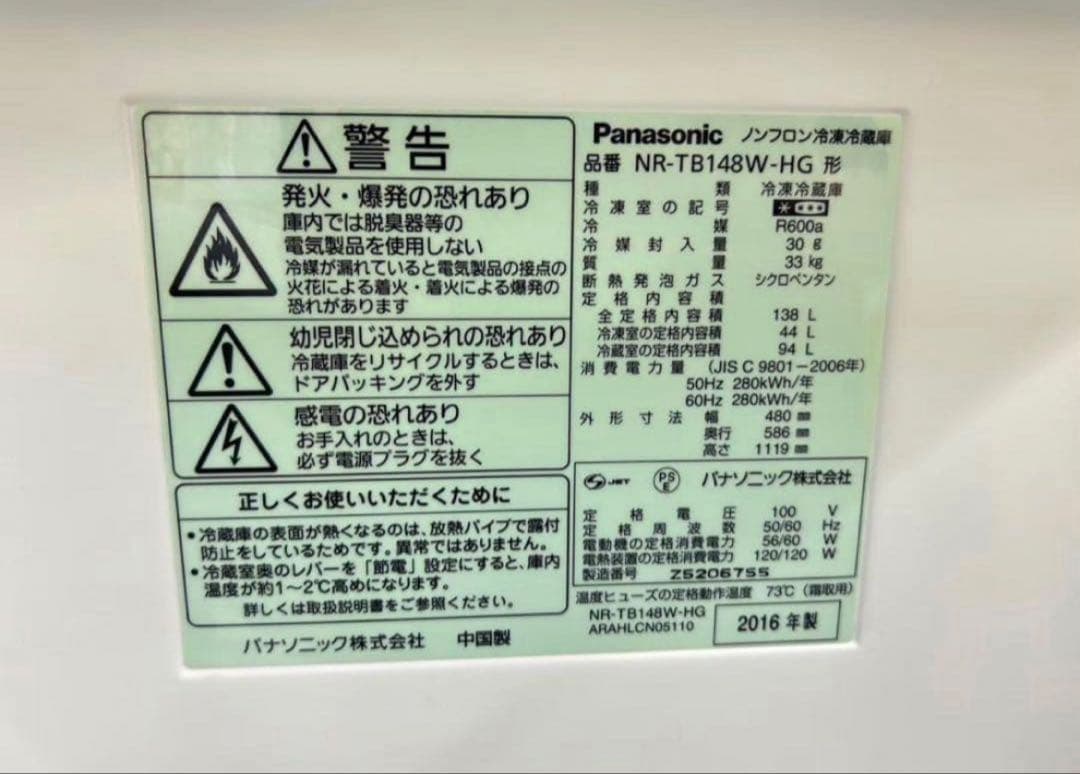 警告
発火・爆発の恐れあり
庫内では脱臭器等の
電気製品を使用しない
冷媒が漏れていると電気製品の接点の
火花による着火・着火による爆発の
恐れがあります
幼児閉じ込められの恐れあり
冷蔵庫をリサイクルするときは、
ドアパッキングを外す
感電の恐れあり
お手入れのときは、
必ず電源プラグを抜く
正しくお使いいただくために
•冷蔵庫の表面が熱くなるのは、放熱パイプで露付
防止をしているためです。異常ではありません。
•冷蔵室奥のレバーを「節電」設定にすると、庫内
温度が約1〜2℃高めになります。
詳しくは取扱説明書をご参照ください。
パナソニック株式会社 中国製
Panasonic ノンフロン冷凍冷蔵庫
品番 NR-TB148W-HG 形
種類 冷凍冷蔵庫
冷凍室の記号
冷媒 R600a
冷媒封入量 30 g
質量 33 kg
断熱発泡ガス シクロペンタン
定格内容積
全定格内容積 138 L
冷凍室の定格内容積 44 L
冷蔵室の定格内容積 94 L
消費電力量 (JIS C 9801−2006年)
50Hz 280kWh/年
60Hz 280kWh/年
外形寸法 幅 480 mm
奥行 586 mm
高さ 1119 mm
JET PS E パナソニック株式会社
定格電圧 100 V
定格周波数 50/60 Hz
電動機の定格消費電力 56/60 W
電熱装置の定格消費電力 120/120 W
製造番号 Z5206755
温度ヒューズの定格動作温度 73℃ (霜取用)
NR-TB148W-HG
ARAHLCN05110
2016 年製